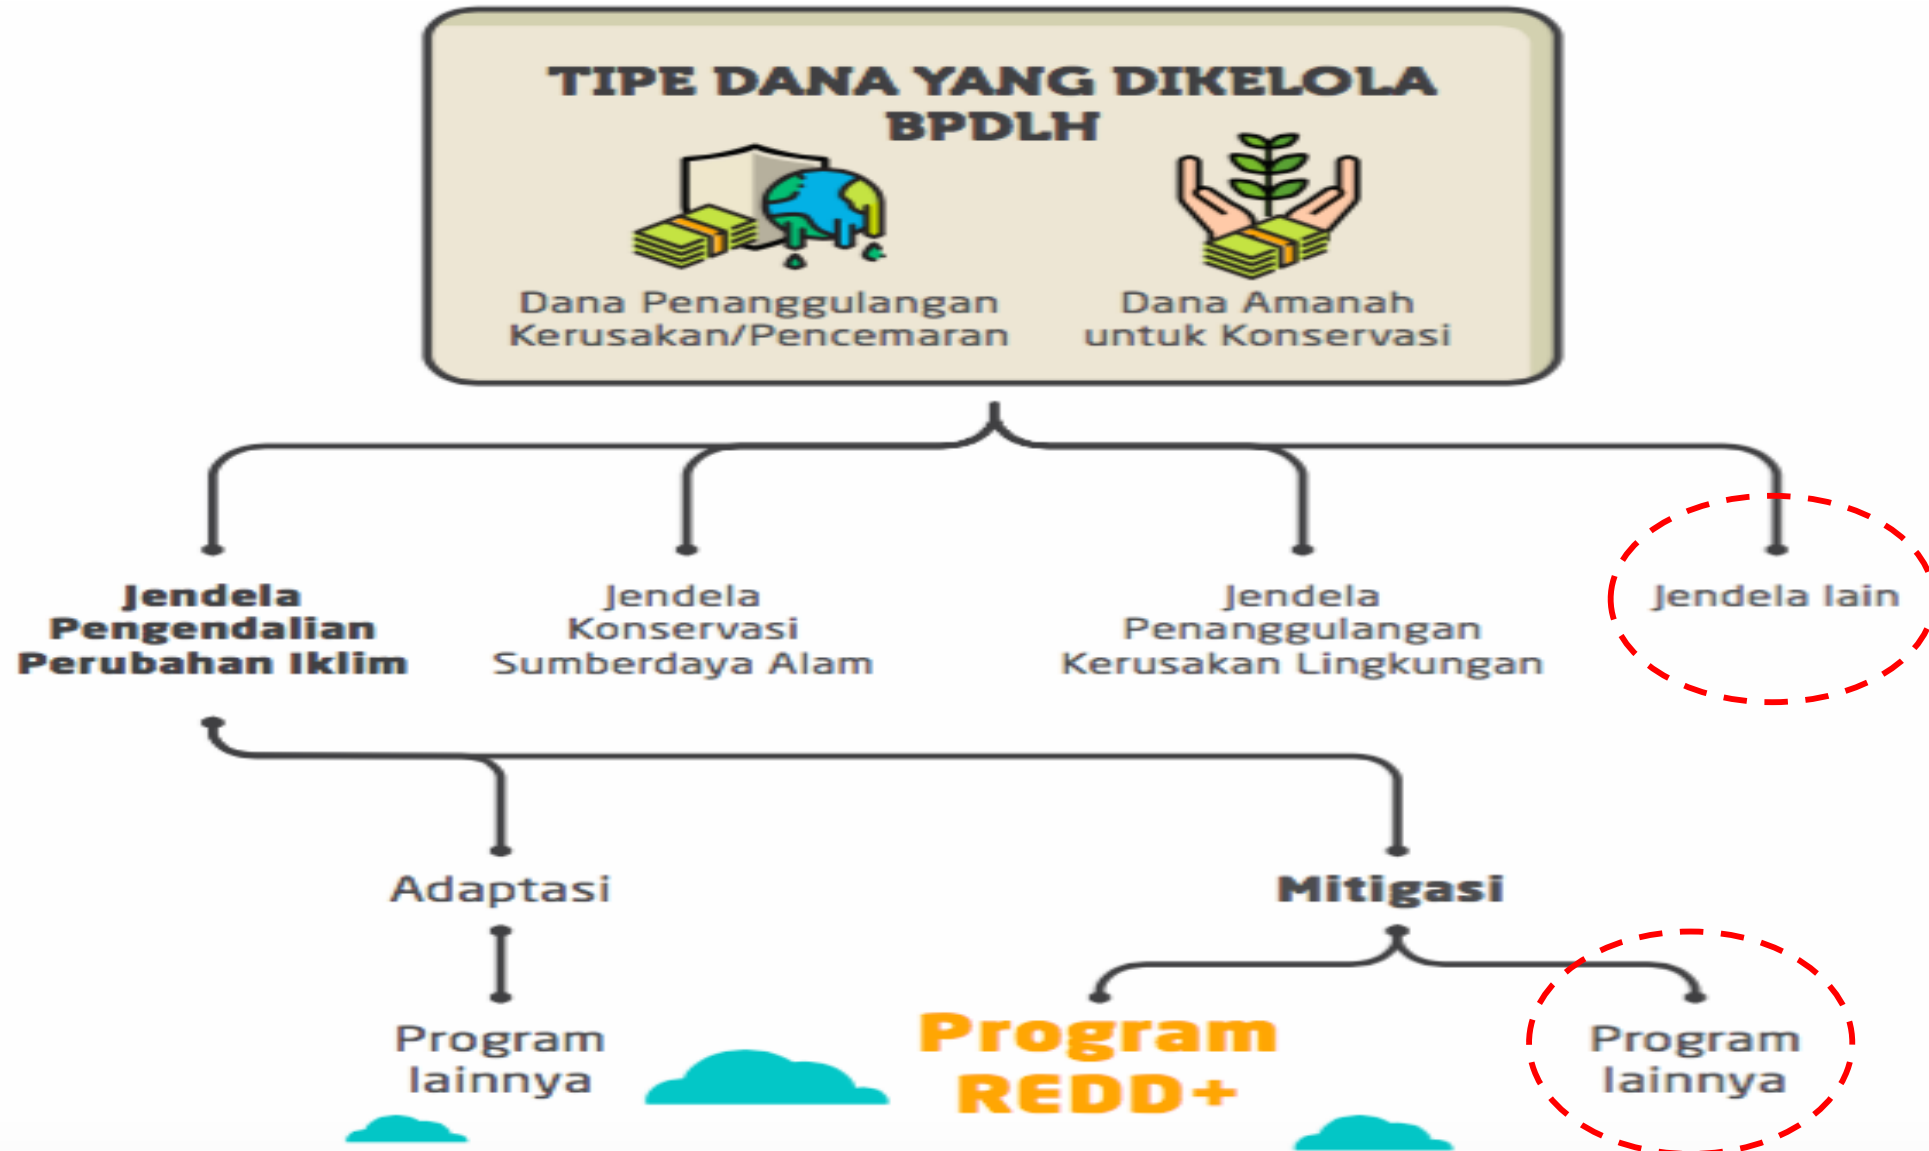 TIPE DANA YANG DIKELOLA
BPDLH
Dana Penanggulangan
Kerusakan/Pencemaran
Dana Amanah
untuk Konservasi
Jendela
Pengendalian
Perubahan Iklim
Jendela
Konservasi
Sumberdaya Alam
Jendela
Penanggulangan
Kerusakan Lingkungan
Jendela lain
Adaptasi
Mitigasi
Program
lainnya
Program
REDD+
Program
lainnya